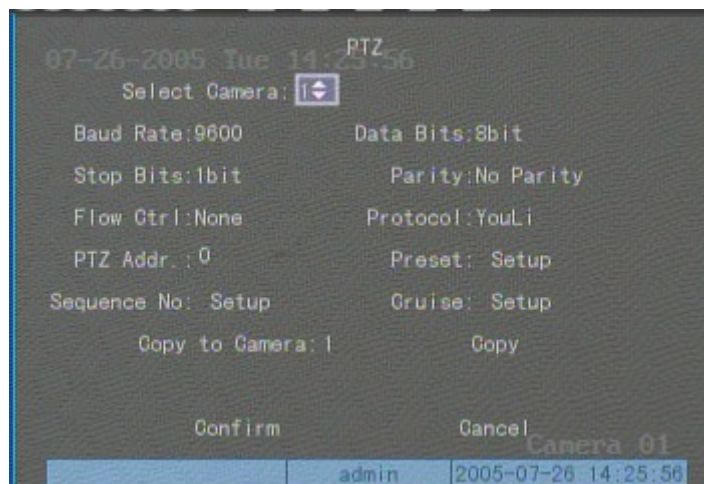 PTZ
07-26-2005 Tue 14:25:56
Select Camera: 1
Baud Rate:9600 Data Bits:8bit
Stop Bits:1bit Parity:No Parity
Flow Ctrl:None Protocol:YouLi
PTZ Addr.:0 Preset: Setup
Sequence No: Setup Cruise: Setup
Copy to Camera:1 Copy
Confirm Cancel
Camera 01
admin 2005-07-26 14:25:56